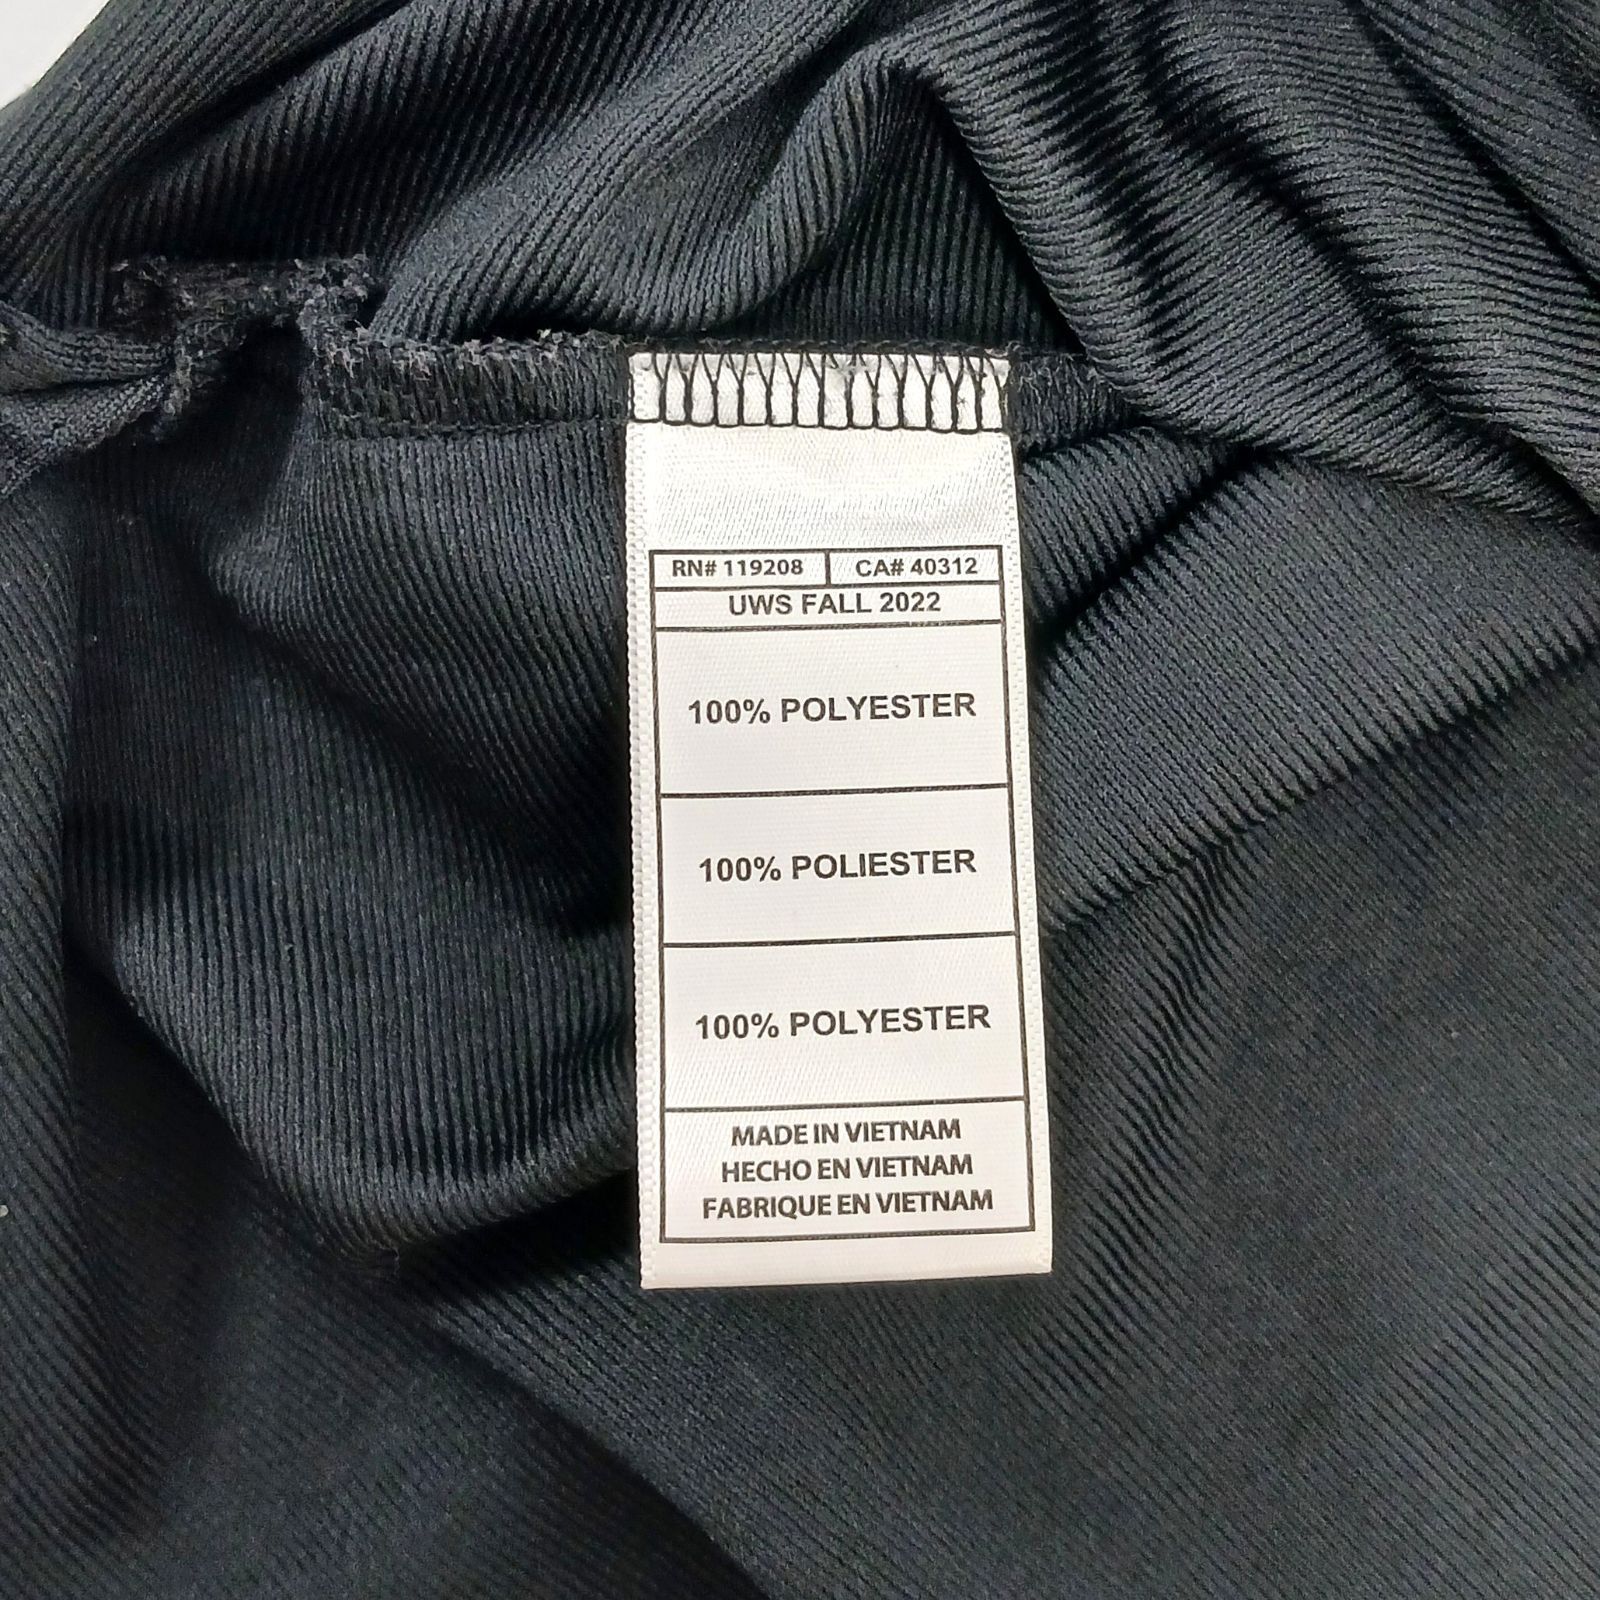 RN# 119208 CA# 40312
UWS FALL 2022
100% POLYESTER
100% POLIESTER
100% POLYESTER
MADE IN VIETNAM
HECHO EN VIETNAM
FABRIQUE EN VIETNAM